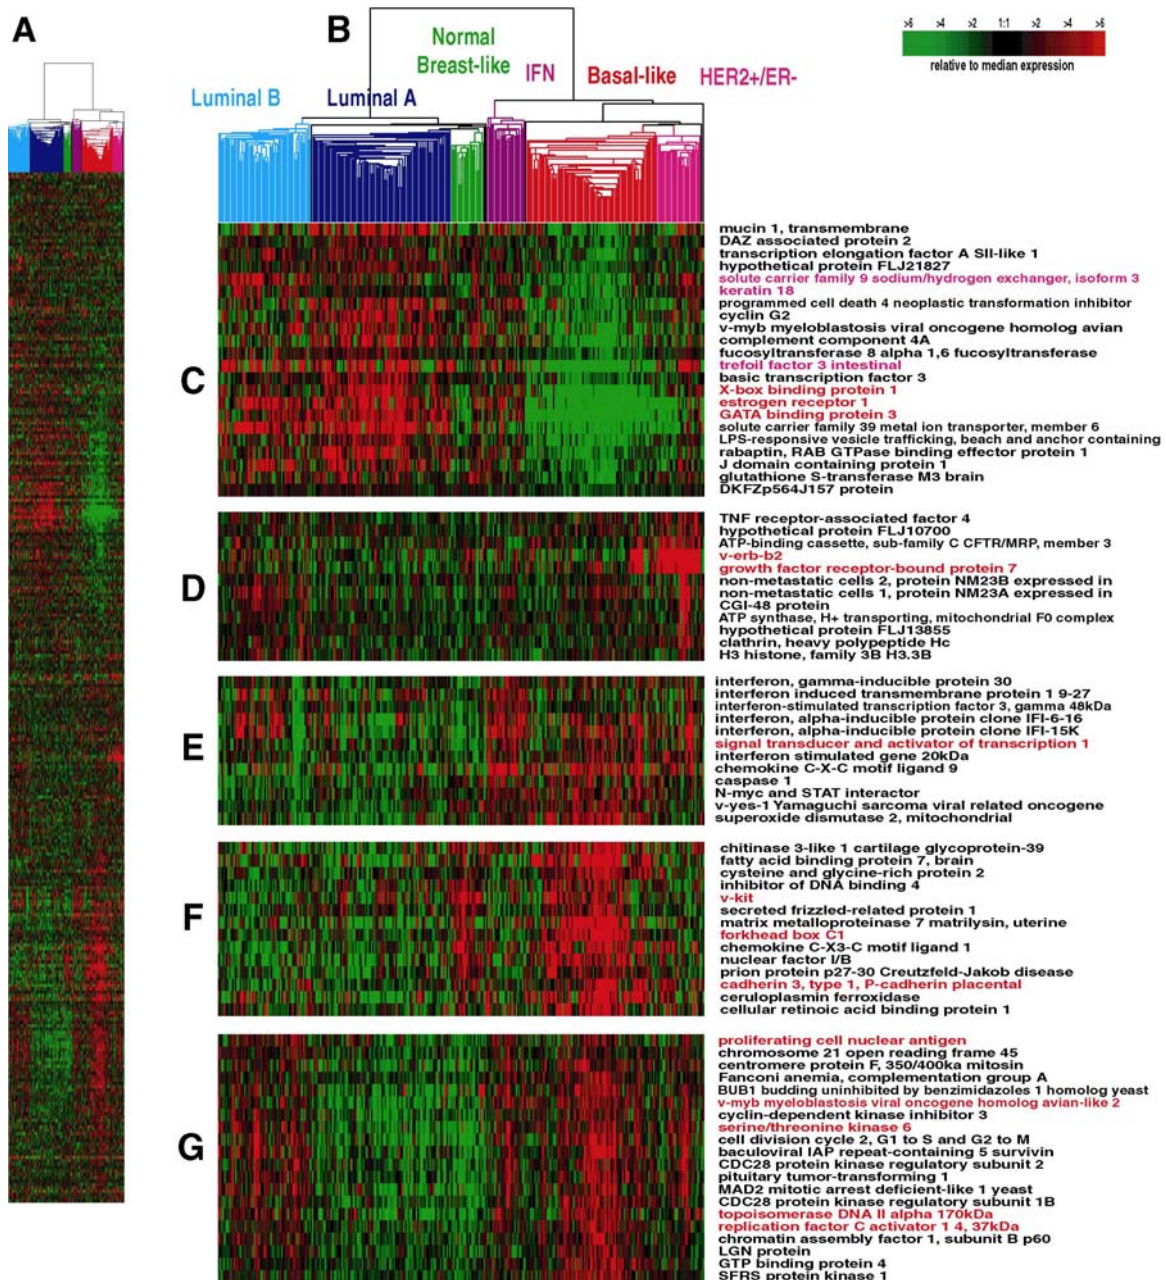 A
B
Normal
Breast-like
IFN
Basal-like
HER2+/ER-
Luminal B
Luminal A
>6 >4 >2 1:1 >2 >4 >6
relative to median expression
C
mucin 1, transmembrane
DAZ associated protein 2
transcription elongation factor A SII-like 1
hypothetical protein FLJ21827
solute carrier family 9 sodium/hydrogen exchanger, isoform 3
keratin 18
programmed cell death 4 neoplastic transformation inhibitor
cyclin G2
v-myb myeloblastosis viral oncogene homolog avian
complement component 4A
fucosyltransferase 8 alpha 1,6 fucosyltransferase
trefoil factor 3 intestinal
basic transcription factor 3
X-box binding protein 1
estrogen receptor 1
GATA binding protein 3
solute carrier family 39 metal ion transporter, member 6
LPS-responsive vesicle trafficking, beach and anchor containing
rabaptin, RAB GTPase binding effector protein 1
J domain containing protein 1
glutathione S-transferase M3 brain
DKFZp564J157 protein
D
TNF receptor-associated factor 4
hypothetical protein FLJ10700
ATP-binding cassette, sub-family C CFTR/MRP, member 3
v-erb-b2
growth factor receptor-bound protein 7
non-metastatic cells 2, protein NM23B expressed in
non-metastatic cells 1, protein NM23A expressed in
CGI-48 protein
ATP synthase, H+ transporting, mitochondrial F0 complex
hypothetical protein FLJ13855
clathrin, heavy polypeptide Hc
H3 histone, family 3B H3.3B
E
interferon, gamma-inducible protein 30
interferon induced transmembrane protein 1 9-27
interferon-stimulated transcription factor 3, gamma 48kDa
interferon, alpha-inducible protein clone IFI-6-16
interferon, alpha-inducible protein clone IFI-15K
signal transducer and activator of transcription 1
interferon stimulated gene 20kDa
chemokine C-X-C motif ligand 9
caspase 1
N-myc and STAT interactor
v-yes-1 Yamaguchi sarcoma viral related oncogene
superoxide dismutase 2, mitochondrial
F
chitinase 3-like 1 cartilage glycoprotein-39
fatty acid binding protein 7, brain
cysteine and glycine-rich protein 2
inhibitor of DNA binding 4
v-kit
secreted frizzled-related protein 1
matrix metalloproteinase 7 matrilysin, uterine
forkhead box C1
chemokine C-X3-C motif ligand 1
nuclear factor I/B
prion protein p27-30 Creutzfeld-Jakob disease
cadherin 3, type 1, P-cadherin placental
ceruloplasmin ferroxidase
cellular retinoic acid binding protein 1
G
proliferating cell nuclear antigen
chromosome 21 open reading frame 45
centromere protein F, 350/400ka mitosin
Fanconi anemia, complementation group A
BUB1 budding uninhibited by benzimidazoles 1 homolog yeast
v-myb myeloblastosis viral oncogene homolog avian-like 2
cyclin-dependent kinase inhibitor 3
serine/threonine kinase 6
cell division cycle 2, G1 to S and G2 to M
baculoviral IAP repeat-containing 5 survivin
CDC28 protein kinase regulatory subunit 2
pituitary tumor-transforming 1
MAD2 mitotic arrest deficient-like 1 yeast
CDC28 protein kinase regulatory subunit 1B
topoisomerase DNA II alpha 170kDa
replication factor C activator 1 4, 37kDa
chromatin assembly factor 1, subunit B p60
LGN protein
GTP binding protein 4
SFRS protein kinase 1